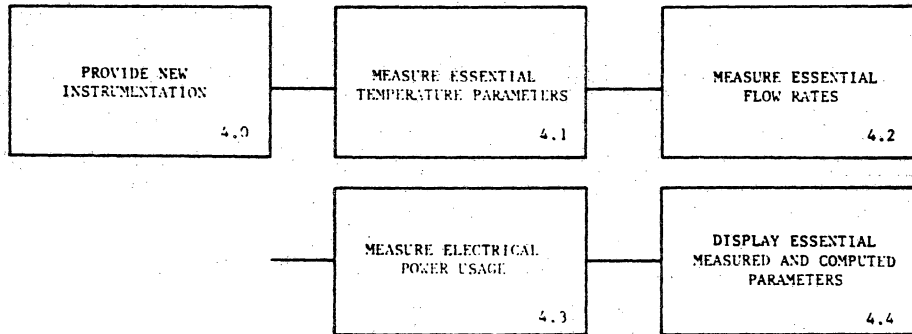 PROVIDE NEW
INSTRUMENTATION
4.0
MEASURE ESSENTIAL
TEMPERATURE PARAMETERS
4.1
MEASURE ESSENTIAL
FLOW RATES
4.2
MEASURE ELECTRICAL
POWER USAGE
4.3
DISPLAY ESSENTIAL
MEASURED AND COMPUTED
PARAMETERS
4.4